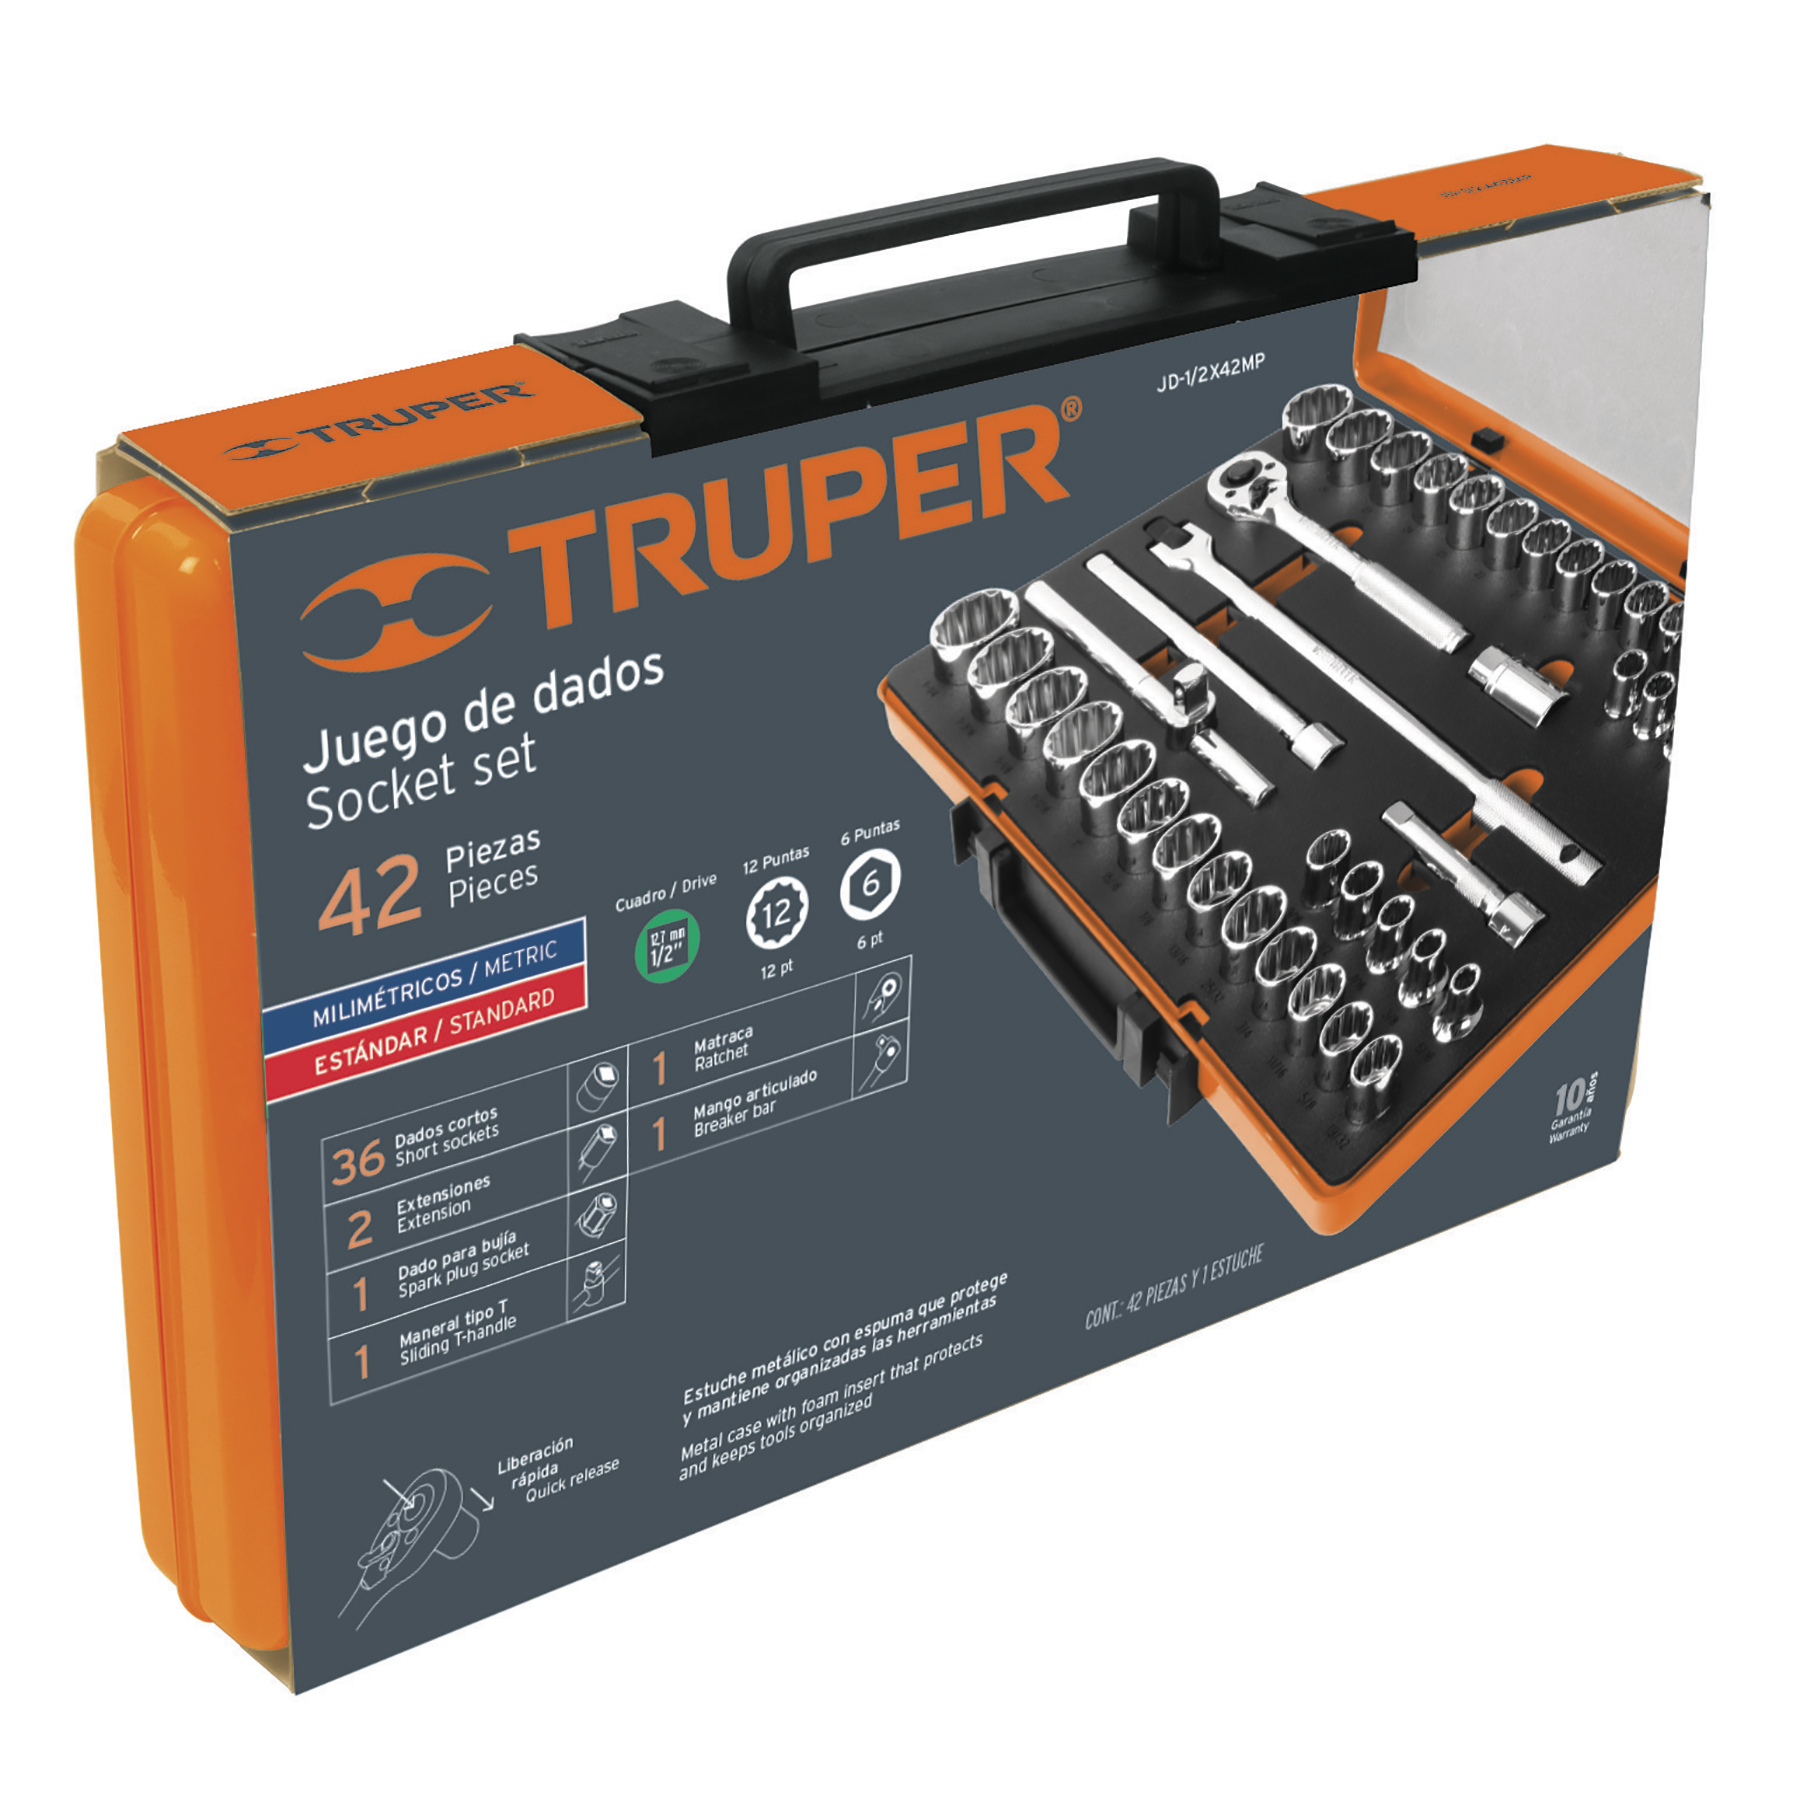 TRUPER®
JD-1/2X42MP
TRUPER®
Juego de dados
Socket set
42
Piezas
Pieces
MILIMÉTRICOS / METRIC
ESTÁNDAR / STANDARD
Cuadro / Drive
12.7 mm
1/2"
12 Puntas
12
12 pt
6 Puntas
6
6 pt
36
Dados cortos
Short sockets
2
Extensiones
Extension
1
Dado para bujía
Spark plug socket
1
Maneral tipo T
Sliding T-handle
1
Matraca
Ratchet
1
Mango articulado
Breaker bar
Liberación
rápida
Quick release
Estuche metálico con espuma que protege
y mantiene organizadas las herramientas
Metal case with foam insert that protects
and keeps tools organized
CONT.: 42 PIEZAS Y 1 ESTUCHE
10 años
Garantía
Warranty